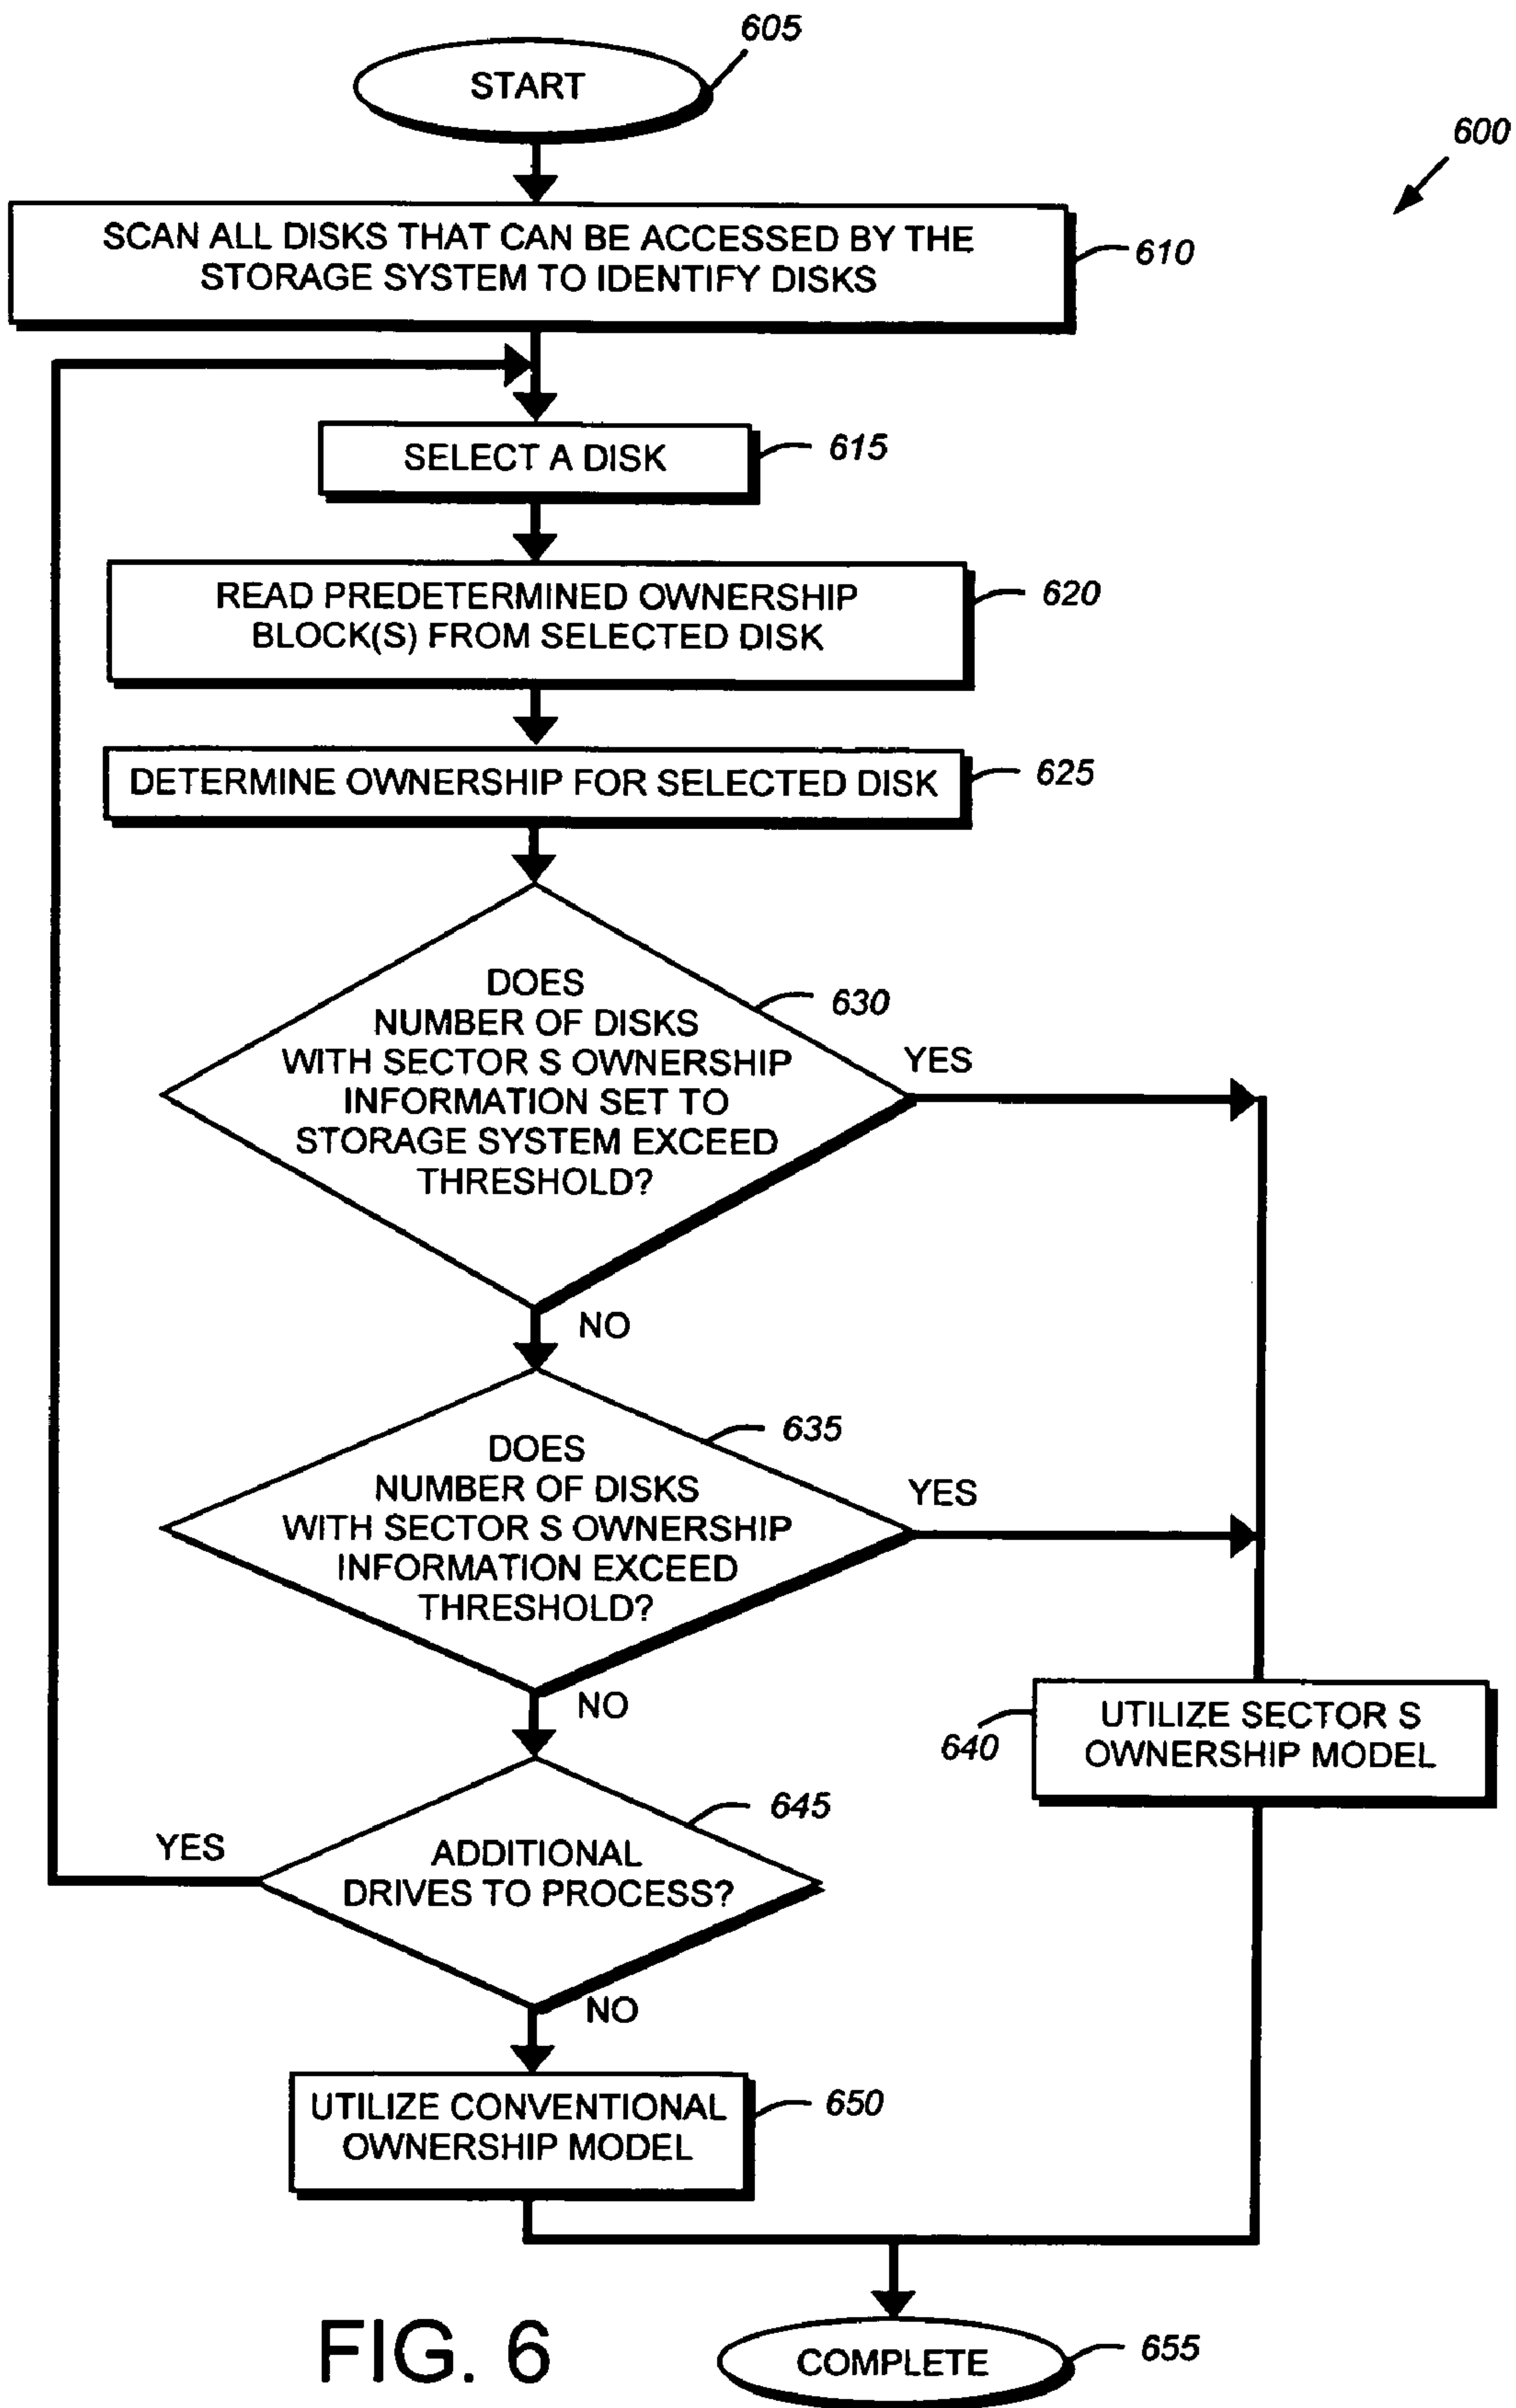 605
START
600
SCAN ALL DISKS THAT CAN BE ACCESSED BY THE
STORAGE SYSTEM TO IDENTIFY DISKS
610
SELECT A DISK
615
READ PREDETERMINED OWNERSHIP
BLOCK(S) FROM SELECTED DISK
620
DETERMINE OWNERSHIP FOR SELECTED DISK
625
DOES
NUMBER OF DISKS
WITH SECTOR S OWNERSHIP
INFORMATION SET TO
STORAGE SYSTEM EXCEED
THRESHOLD?
630
YES
NO
DOES
NUMBER OF DISKS
WITH SECTOR S OWNERSHIP
INFORMATION EXCEED
THRESHOLD?
635
YES
NO
640
UTILIZE SECTOR S
OWNERSHIP MODEL
645
YES
ADDITIONAL
DRIVES TO PROCESS?
NO
UTILIZE CONVENTIONAL
OWNERSHIP MODEL
650
FIG. 6
COMPLETE
655